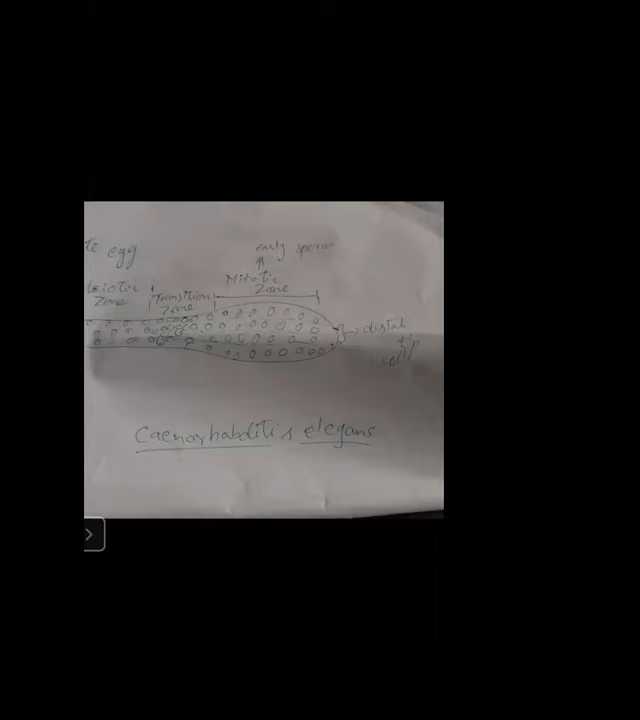 egg
early sperm
Mitotic
Zone
Zone
Transition
Zone
distal
cell
Caenorhabditis elegans